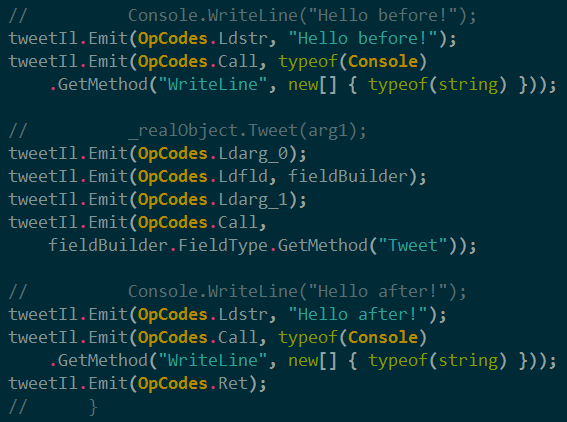 //          Console.WriteLine("Hello before!");
tweetIl.Emit(OpCodes.Ldstr, "Hello before!");
tweetIl.Emit(OpCodes.Call, typeof(Console)
    .GetMethod("WriteLine", new[] { typeof(string) }));
//          _realObject.Tweet(arg1);
tweetIl.Emit(OpCodes.Ldarg_0);
tweetIl.Emit(OpCodes.Ldfld, fieldBuilder);
tweetIl.Emit(OpCodes.Ldarg_1);
tweetIl.Emit(OpCodes.Call,
    fieldBuilder.FieldType.GetMethod("Tweet"));
//          Console.WriteLine("Hello after!");
tweetIl.Emit(OpCodes.Ldstr, "Hello after!");
tweetIl.Emit(OpCodes.Call, typeof(Console)
    .GetMethod("WriteLine", new[] { typeof(string) }));
tweetIl.Emit(OpCodes.Ret);
//      }